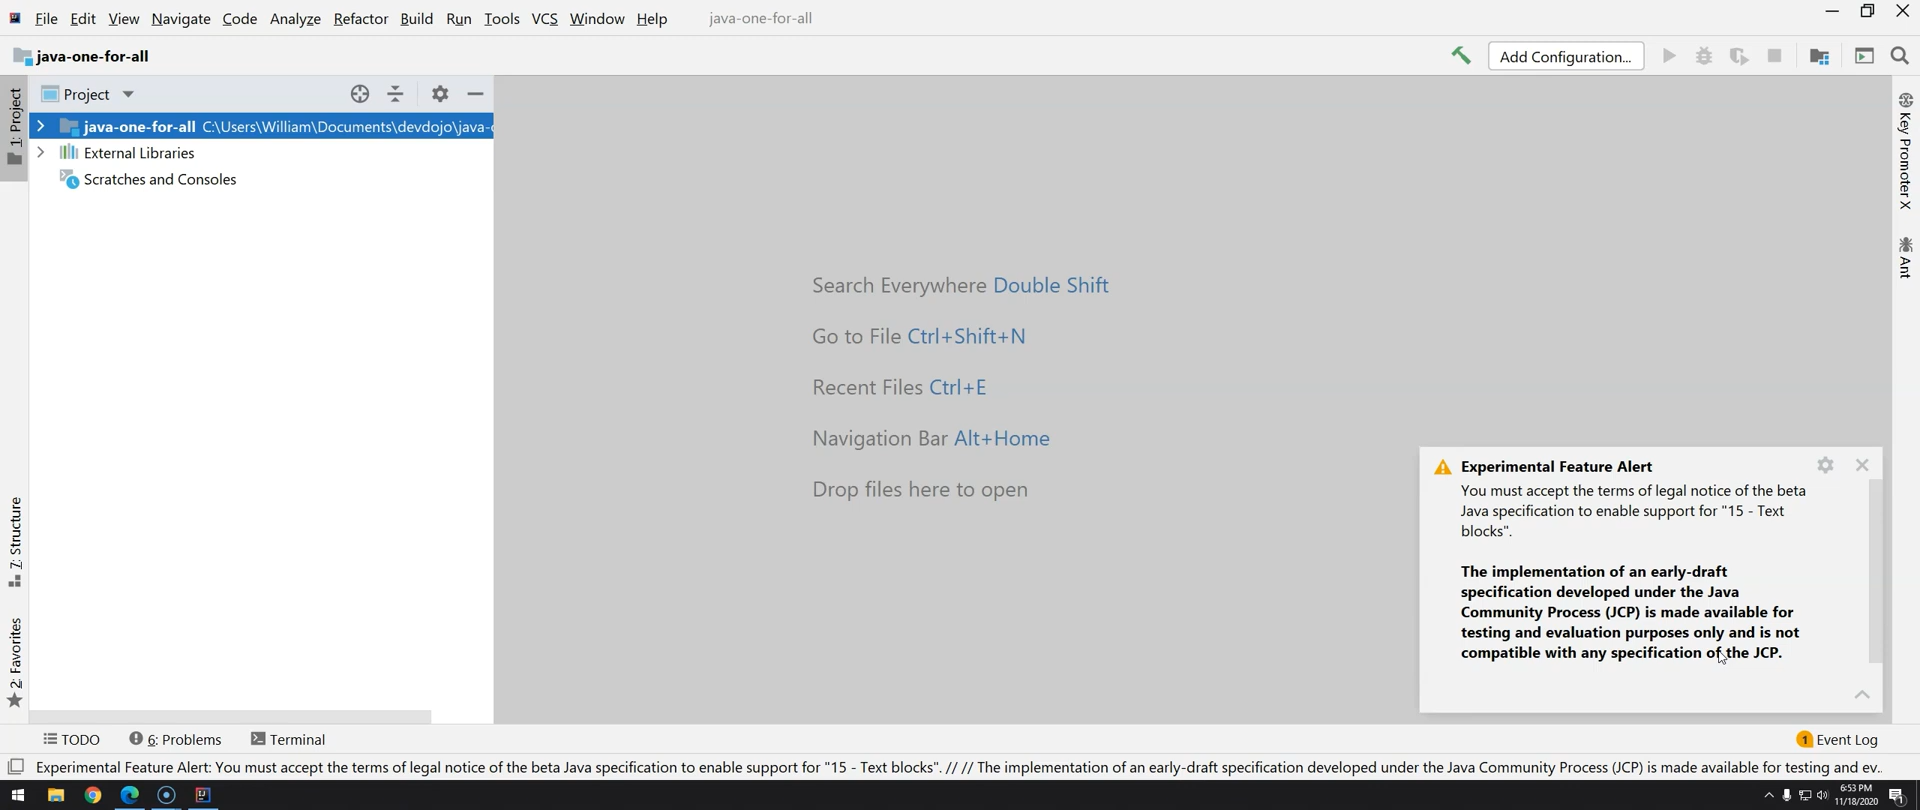 File Edit View Navigate Code Analyze Refactor Build Run Tools VCS Window Help java-one-for-all
java-one-for-all
Add Configuration...
1: Project
Project
java-one-for-all C:\Users\William\Documents\devdojo\java-
External Libraries
Scratches and Consoles
Search Everywhere Double Shift
Go to File Ctrl+Shift+N
Recent Files Ctrl+E
Navigation Bar Alt+Home
Drop files here to open
Key Promoter X
Ant
7: Structure
2: Favorites
Experimental Feature Alert
You must accept the terms of legal notice of the beta
Java specification to enable support for "15 - Text
blocks".
The implementation of an early-draft
specification developed under the Java
Community Process (JCP) is made available for
testing and evaluation purposes only and is not
compatible with any specification of the JCP.
TODO 6: Problems Terminal
1 Event Log
Experimental Feature Alert: You must accept the terms of legal notice of the beta Java specification to enable support for "15 - Text blocks". // // The implementation of an early-draft specification developed under the Java Community Process (JCP) is made available for testing and ev..
6:53 PM
11/18/2020
1